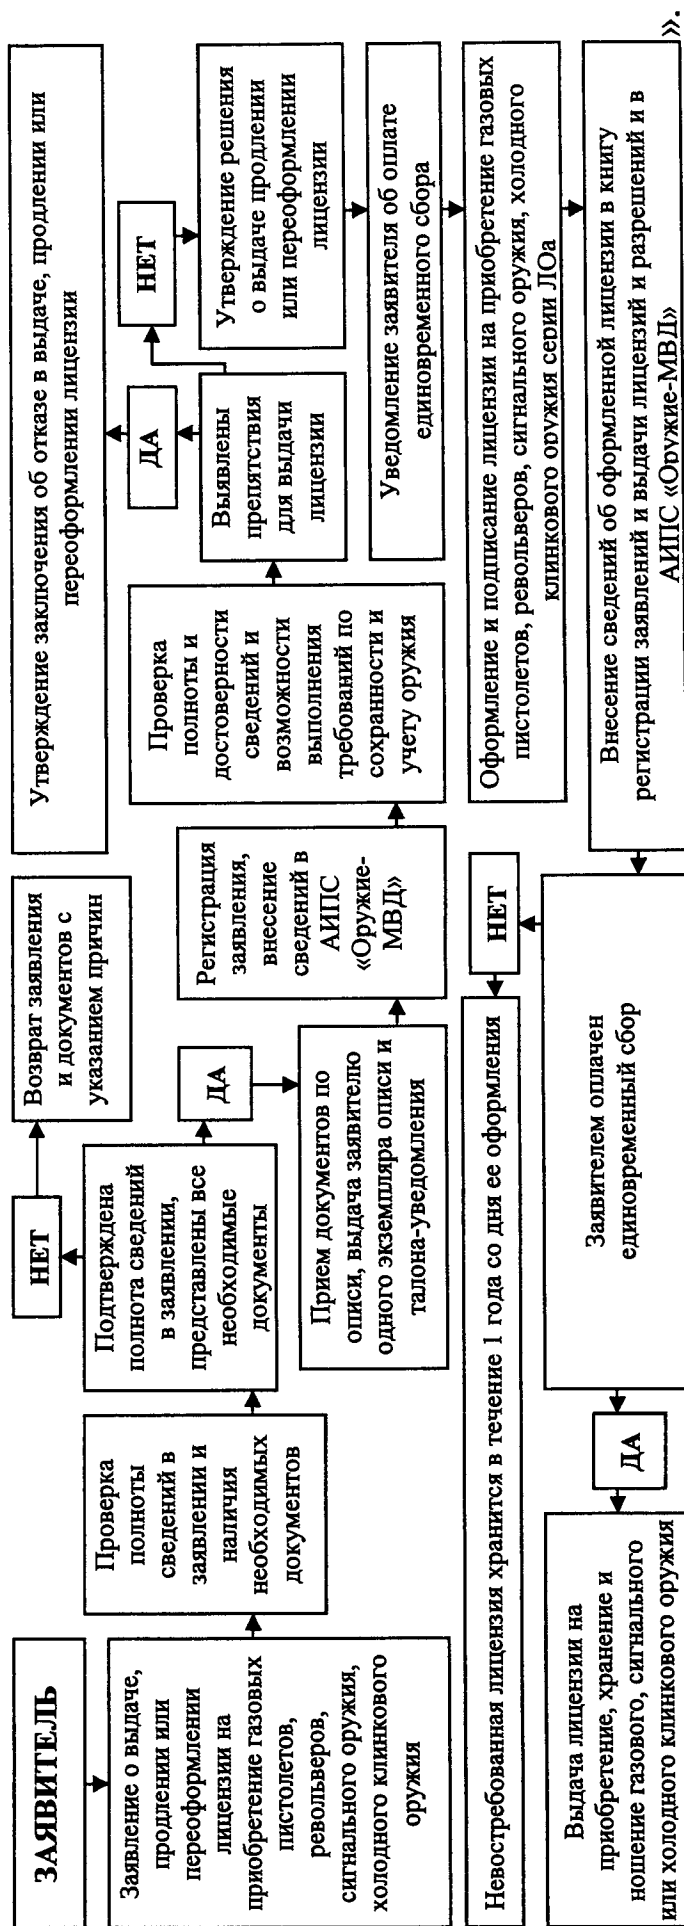 ЗАЯВИТЕЛЬ
Заявление о выдаче,
продлении или
переоформлении
лицензии на
приобретение газовых
пистолетов,
револьверов,
сигнального оружия,
холодного клинкового
оружия
Проверка
полноты
сведений в
заявлении и
наличия
необходимых
документов
Подтверждена
полнота сведений
в заявлении,
представлены все
необходимые
документы
НЕТ
Возврат заявления
и документов с
указанием причин
ДА
Прием документов по
описи, выдача заявителю
одного экземпляра описи и
талона-уведомления
Регистрация
заявления,
внесение
сведений в
АИПС
«Оружие-
МВД»
Проверка
полноты и
достоверности
сведений и
возможности
выполнения
требований по
сохранности и
учету оружия
Выявлены
препятствия
для выдачи
лицензии
ДА
Утверждение заключения об отказе в выдаче, продлении или
переоформлении лицензии
НЕТ
Утверждение решения
о выдаче продлении
или переоформлении
лицензии
Уведомление заявителя об оплате
единовременного сбора
Оформление и подписание лицензии на приобретение газовых
пистолетов, револьверов, сигнального оружия, холодного
клинкового оружия серии ЛОа
Внесение сведений об оформленной лицензии в книгу
регистрации заявлений и выдачи лицензий и разрешений и в
АИПС «Оружие-МВД»
Заявителем оплачен
единовременный сбор
НЕТ
Невостребованная лицензия хранится в течение 1 года со дня ее оформления
ДА
Выдача лицензии на
приобретение, хранение и
ношение газового, сигнального
или холодного клинкового оружия
».